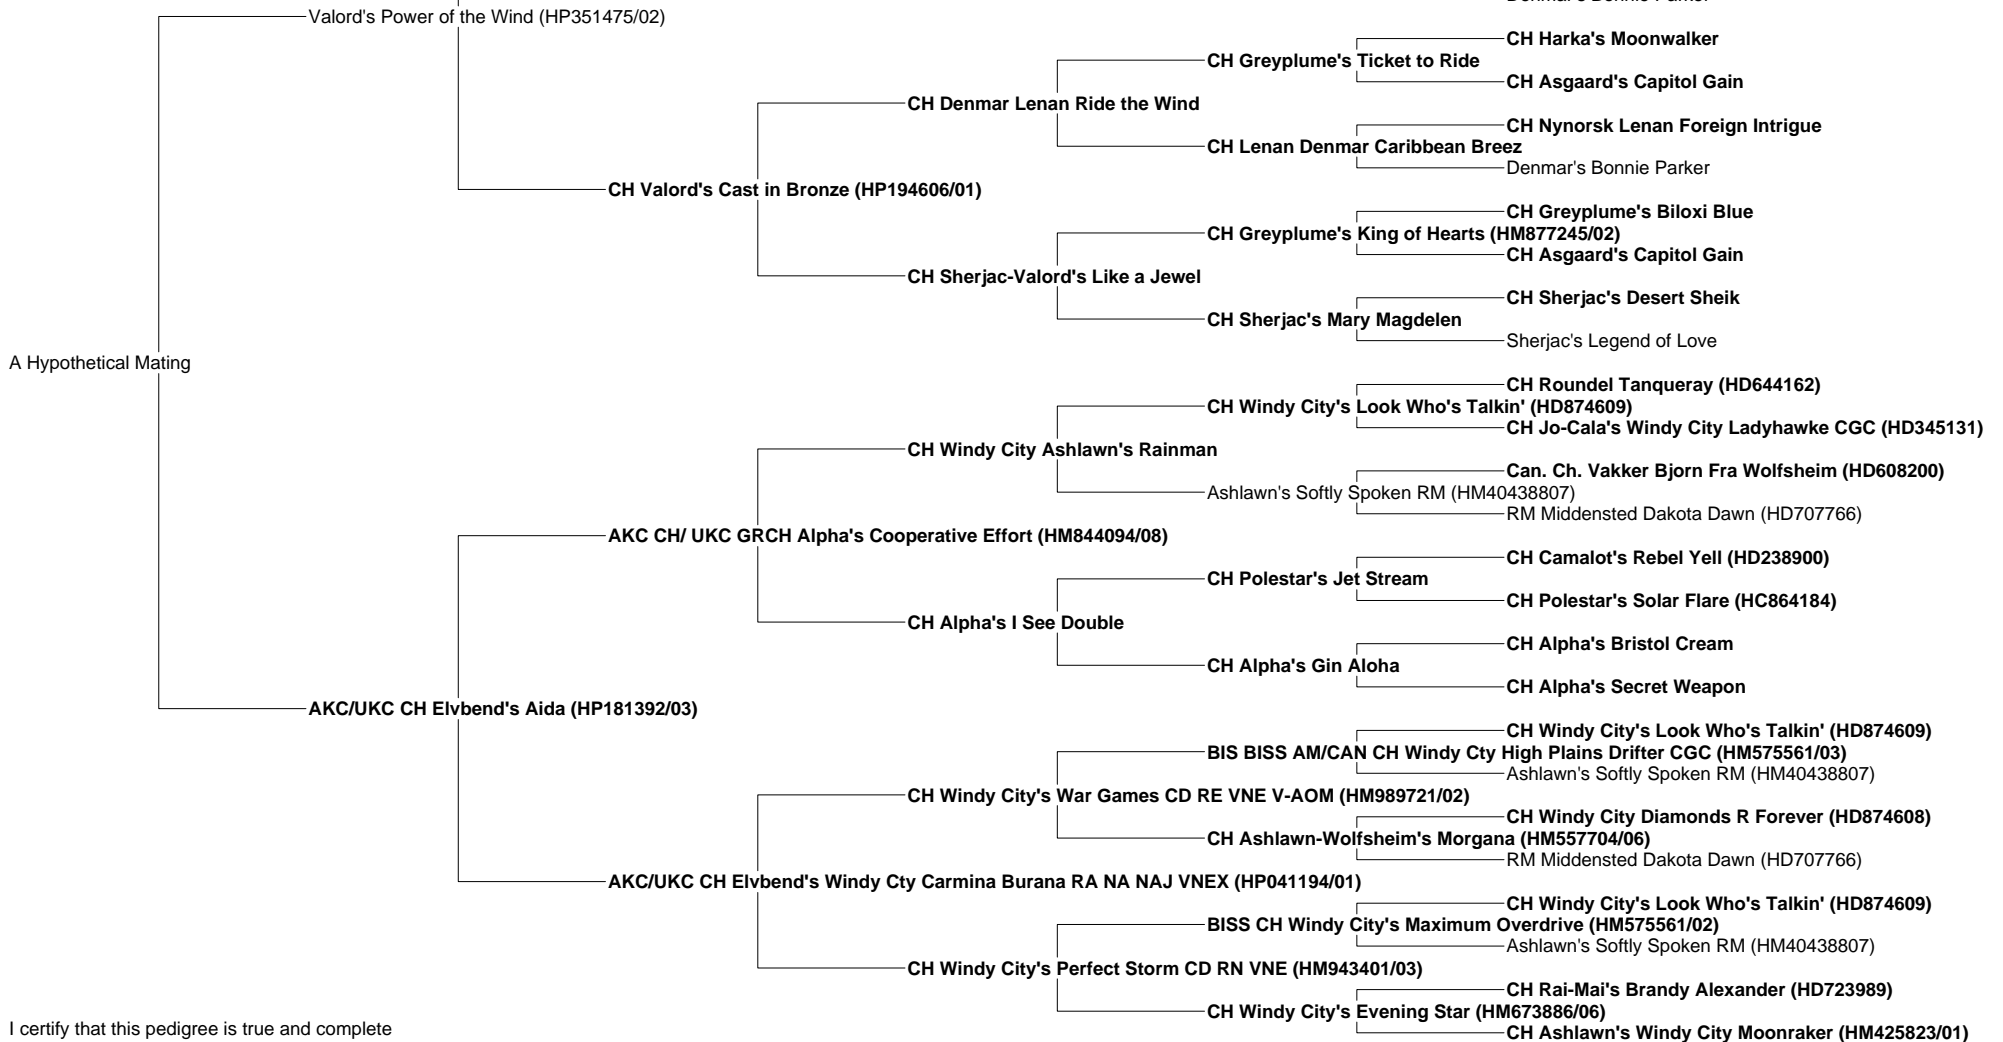 Valord's Power of the Wind (HP351475/02)
CH Harka's Moonwalker
CH Greyplume's Ticket to Ride
CH Asgaard's Capitol Gain
CH Denmar Lenan Ride the Wind
CH Nynorsk Lenan Foreign Intrigue
CH Lenan Denmar Caribbean Breez
Denmar's Bonnie Parker
CH Valord's Cast in Bronze (HP194606/01)
CH Greyplume's Biloxi Blue
CH Greyplume's King of Hearts (HM877245/02)
CH Asgaard's Capitol Gain
CH Sherjac-Valord's Like a Jewel
CH Sherjac's Desert Sheik
CH Sherjac's Mary Magdelen
Sherjac's Legend of Love
A Hypothetical Mating
CH Roundel Tanqueray (HD644162)
CH Windy City's Look Who's Talkin' (HD874609)
CH Jo-Cala's Windy City Ladyhawke CGC (HD345131)
CH Windy City Ashlawn's Rainman
Can. Ch. Vakker Bjorn Fra Wolfsheim (HD608200)
Ashlawn's Softly Spoken RM (HM40438807)
RM Middensted Dakota Dawn (HD707766)
AKC CH/ UKC GRCH Alpha's Cooperative Effort (HM844094/08)
CH Camalot's Rebel Yell (HD238900)
CH Polestar's Jet Stream
CH Polestar's Solar Flare (HC864184)
CH Alpha's I See Double
CH Alpha's Bristol Cream
CH Alpha's Gin Aloha
CH Alpha's Secret Weapon
AKC/UKC CH Elvbend's Aida (HP181392/03)
CH Windy City's Look Who's Talkin' (HD874609)
BIS BISS AM/CAN CH Windy Cty High Plains Drifter CGC (HM575561/03)
Ashlawn's Softly Spoken RM (HM40438807)
CH Windy City's War Games CD RE VNE V-AOM (HM989721/02)
CH Windy City Diamonds R Forever (HD874608)
CH Ashlawn-Wolfsheim's Morgana (HM557704/06)
RM Middensted Dakota Dawn (HD707766)
AKC/UKC CH Elvbend's Windy Cty Carmina Burana RA NA NAJ VNEX (HP041194/01)
CH Windy City's Look Who's Talkin' (HD874609)
BISS CH Windy City's Maximum Overdrive (HM575561/02)
Ashlawn's Softly Spoken RM (HM40438807)
CH Windy City's Perfect Storm CD RN VNE (HM943401/03)
CH Rai-Mai's Brandy Alexander (HD723989)
CH Windy City's Evening Star (HM673886/06)
CH Ashlawn's Windy City Moonraker (HM425823/01)
I certify that this pedigree is true and complete